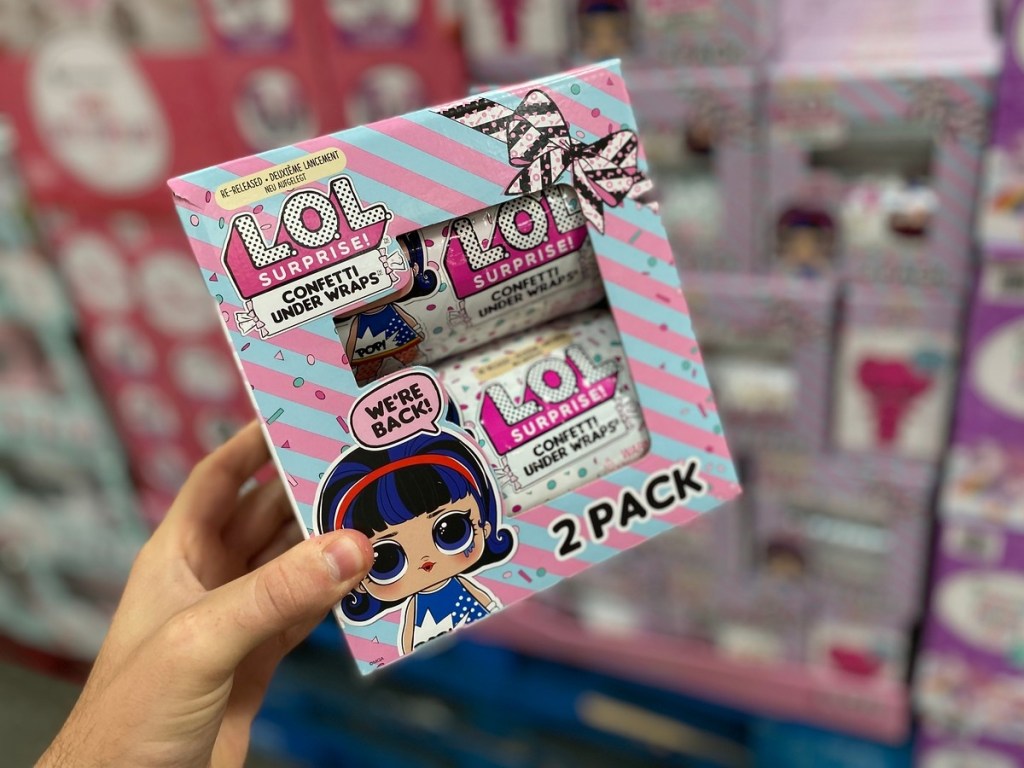 RE-RELEASED • DEUXIÈME LANCEMENT
NEU AUFGELEGT
L.O.L.
SURPRISE!
CONFETTI
UNDER WRAPS
L.O.L.
SURPRISE!
CONFETTI
UNDER WRAPS
POP!
L.O.L.
SURPRISE!
CONFETTI
UNDER WRAPS
WE'RE
BACK!
2 PACK